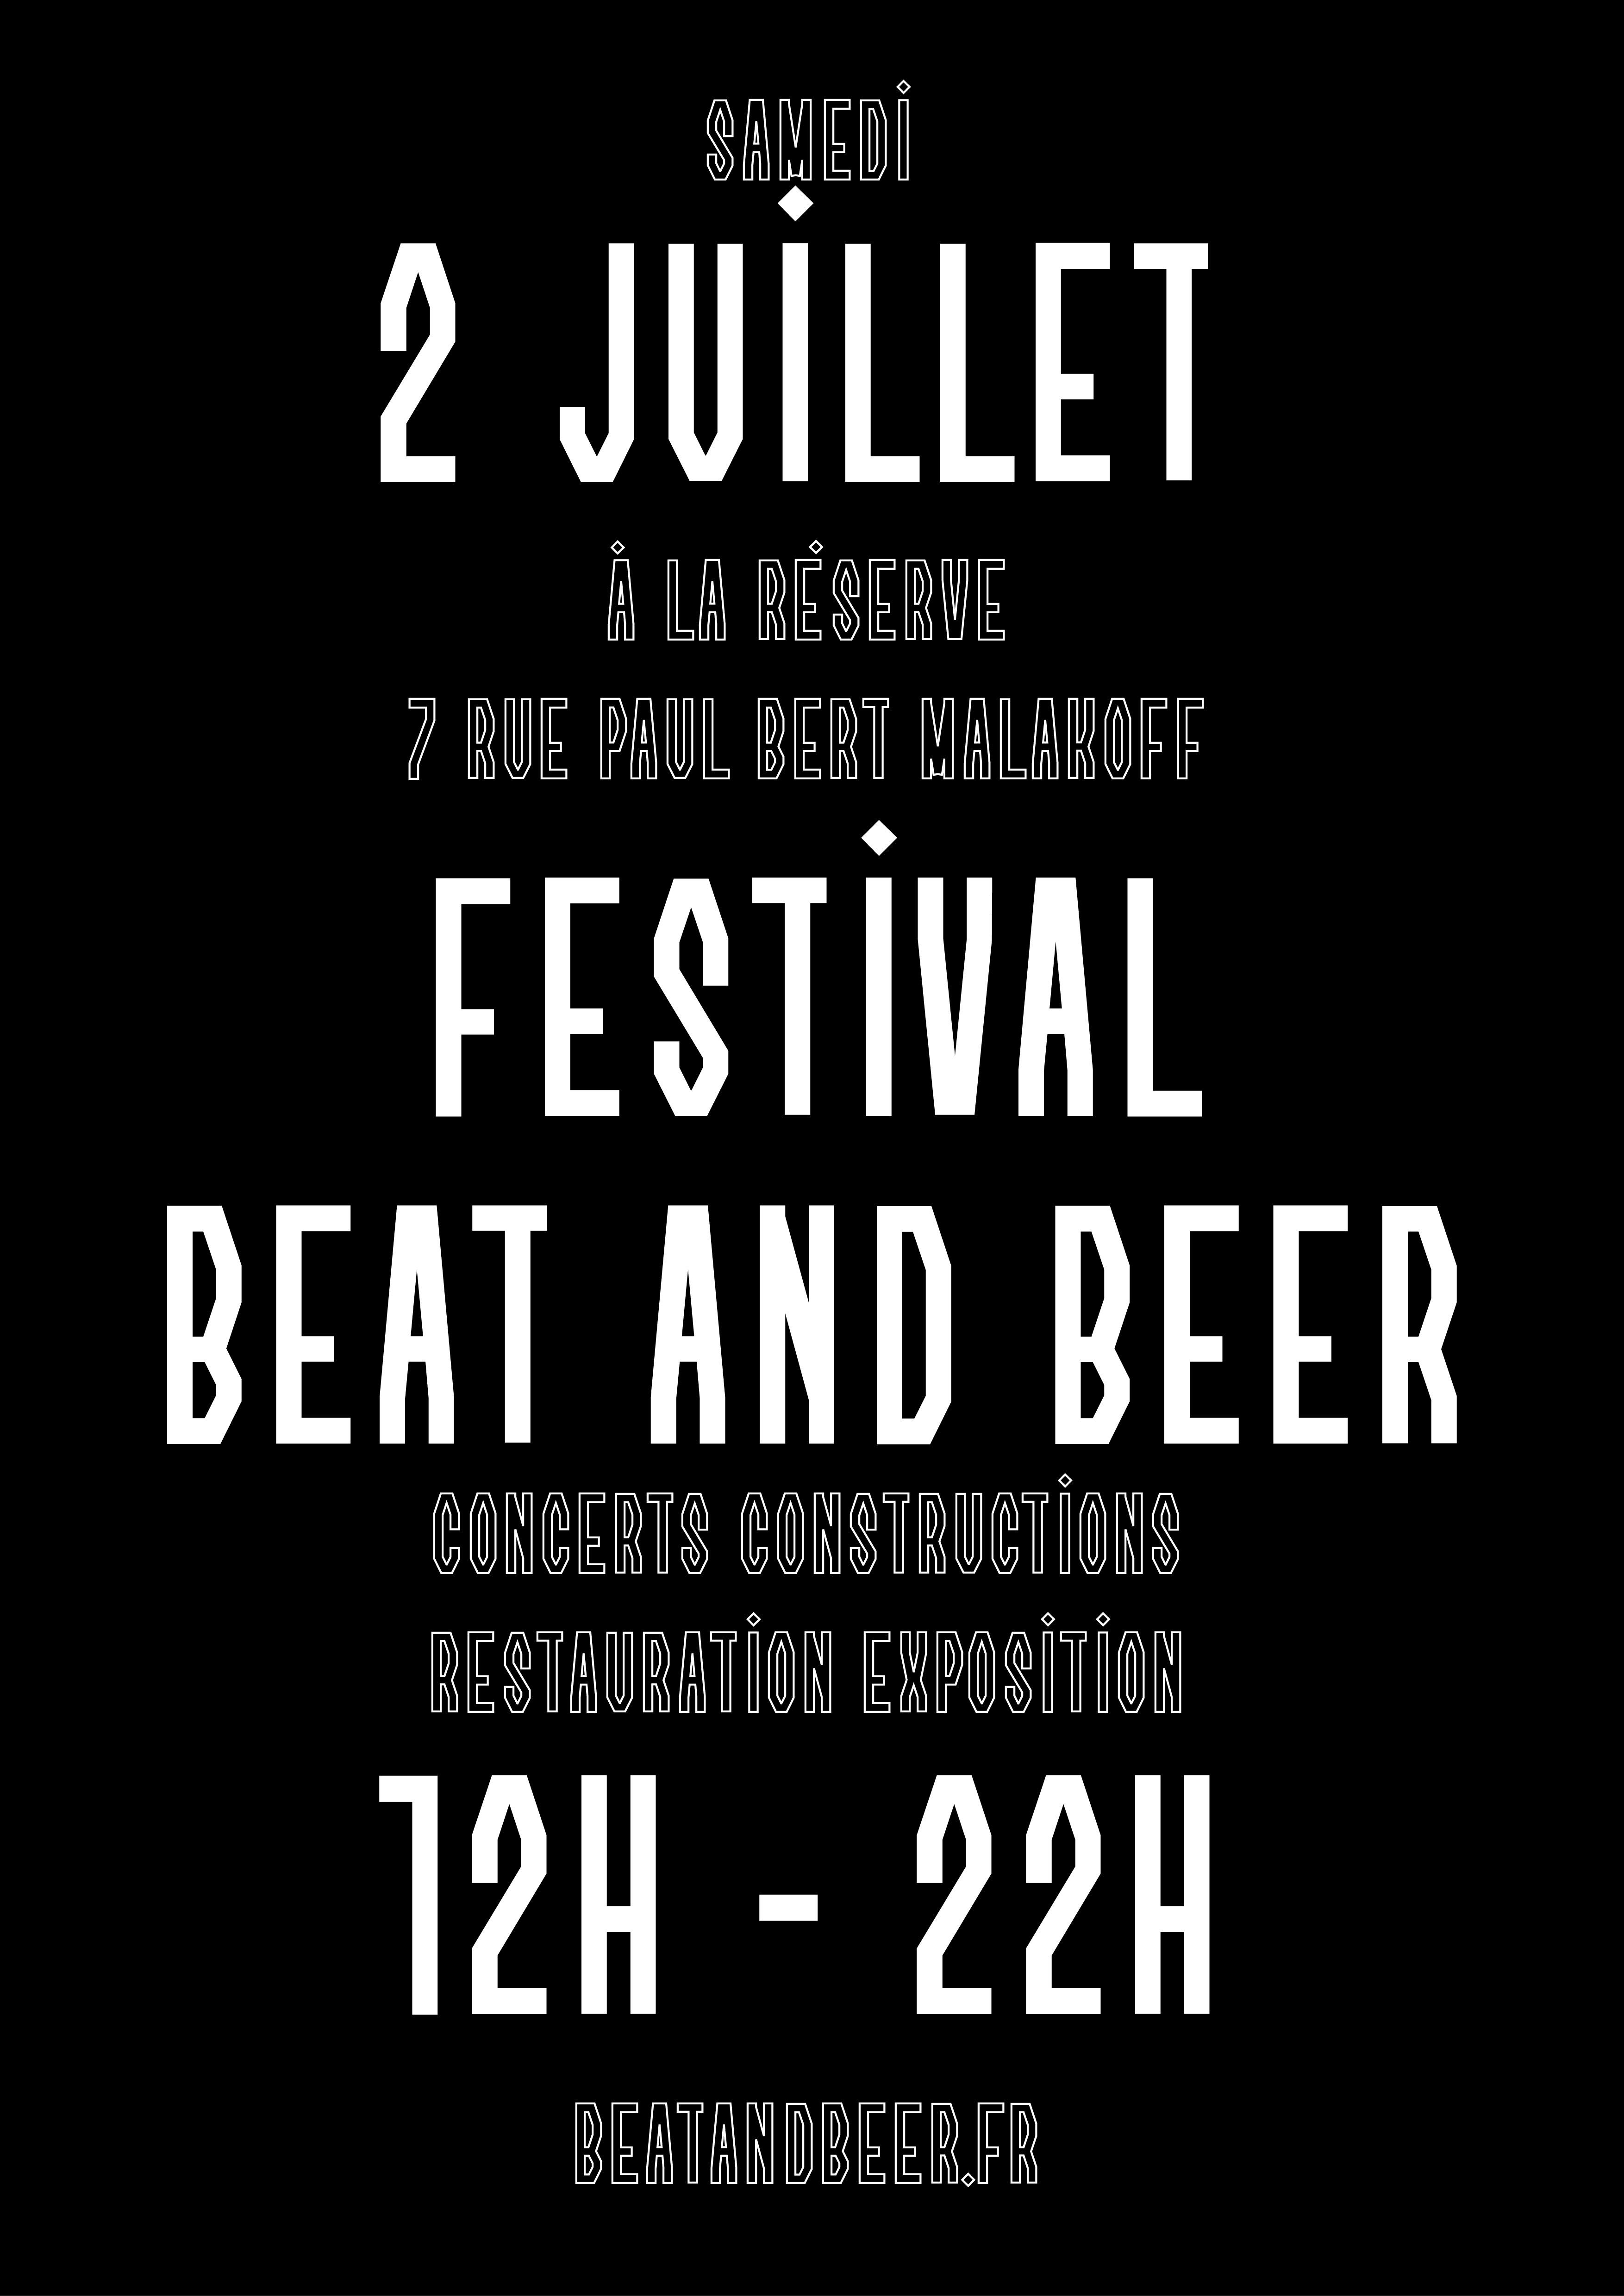 SAMEDI
2 JUILLET
À LA RÉSERVE
7 RUE PAUL BERT MALAKOFF
FESTIVAL
BEAT AND BEER
CONCERTS CONSTRUCTIONS
RESTAURATION EXPOSITION
12H - 22H
BEATANDBEER.FR